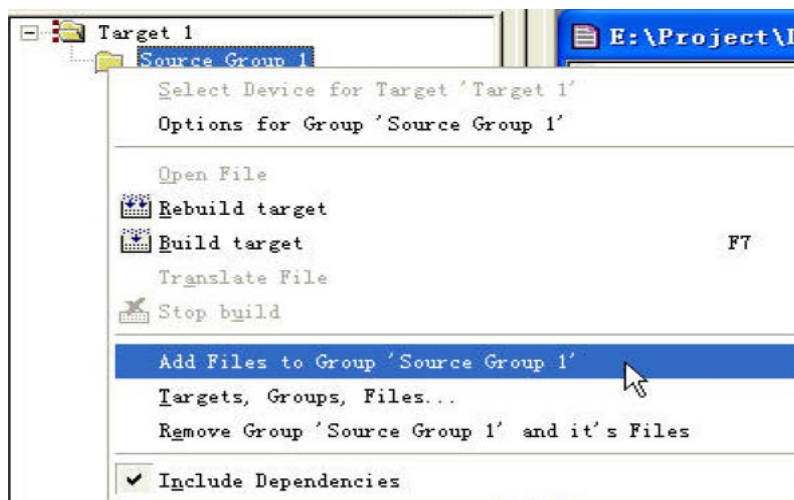 Target 1
Source Group 1
E:\Project\
Select Device for Target 'Target 1'
Options for Group 'Source Group 1'
Open File
Rebuild target
Build target F7
Translate File
Stop build
Add Files to Group 'Source Group 1'
Targets, Groups, Files...
Remove Group 'Source Group 1' and it's Files
Include Dependencies